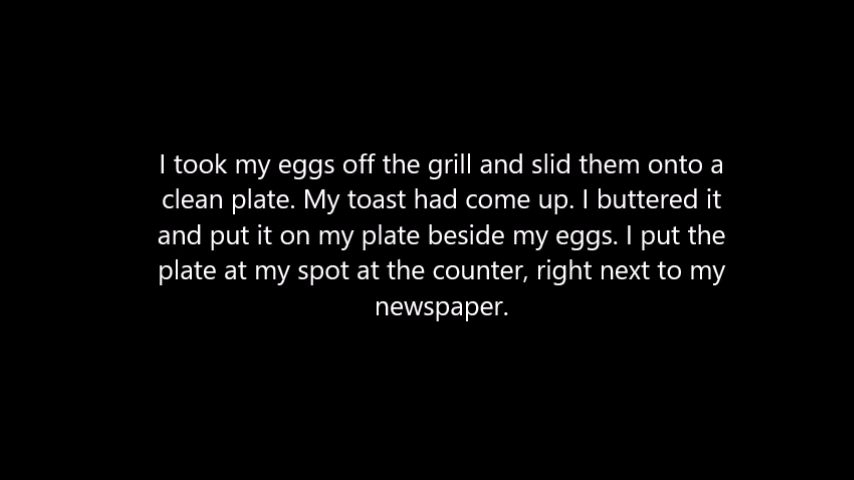 I took my eggs off the grill and slid them onto a
clean plate. My toast had come up. I buttered it
and put it on my plate beside my eggs. I put the
plate at my spot at the counter, right next to my
newspaper.